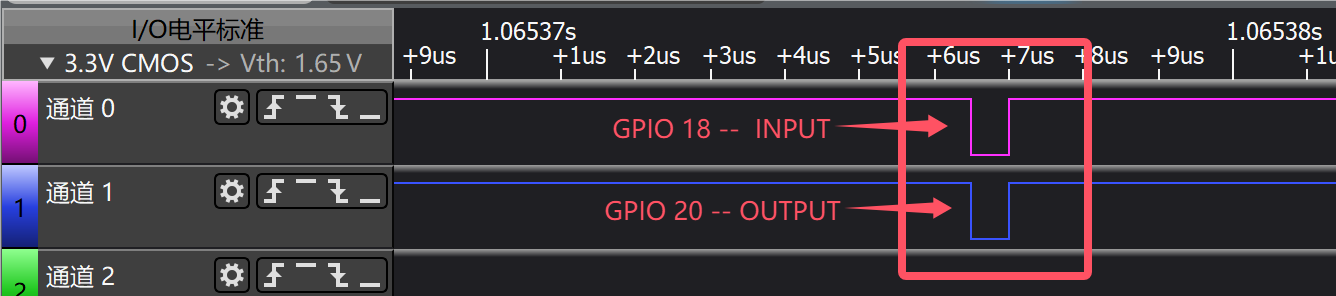 I/O电平标准
▼ 3.3V CMOS -> Vth: 1.65 V
1.06537s
1.06538s
+9us
+1us
+2us
+3us
+4us
+5us
+6us
+7us
+8us
+9us
+1u
0
通道 0
GPIO 18 -- INPUT
1
通道 1
GPIO 20 -- OUTPUT
2
通道 2